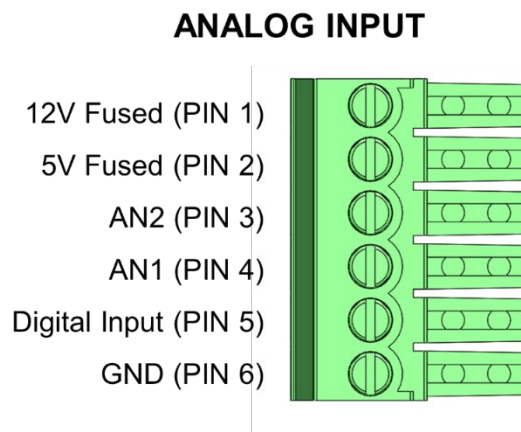 ANALOG INPUT
12V Fused (PIN 1)
5V Fused (PIN 2)
AN2 (PIN 3)
AN1 (PIN 4)
Digital Input (PIN 5)
GND (PIN 6)